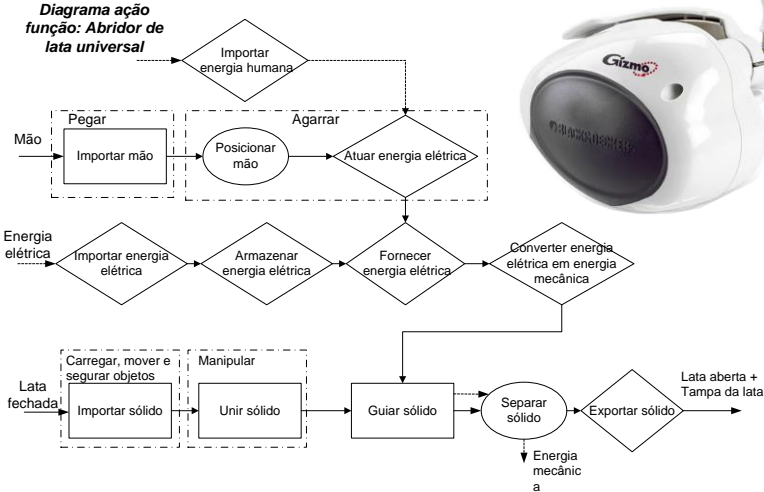 Diagrama ação
função: Abridor de
lata universal
Importar
energia humana
Gizmo
BLACK&DECKER
Pegar
Agarrar
Mão
Importar mão
Posicionar
mão
Atuar energia elétrica
Energia
elétrica
Importar energia
elétrica
Armazenar
energia elétrica
Fornecer
energia elétrica
Converter energia
elétrica em energia
mecânica
Carregar, mover e
segurar objetos
Manipular
Lata
fechada
Importar sólido
Unir sólido
Guiar sólido
Separar
sólido
Exportar sólido
Lata aberta +
Tampa da lata
Energia
mecânic
a